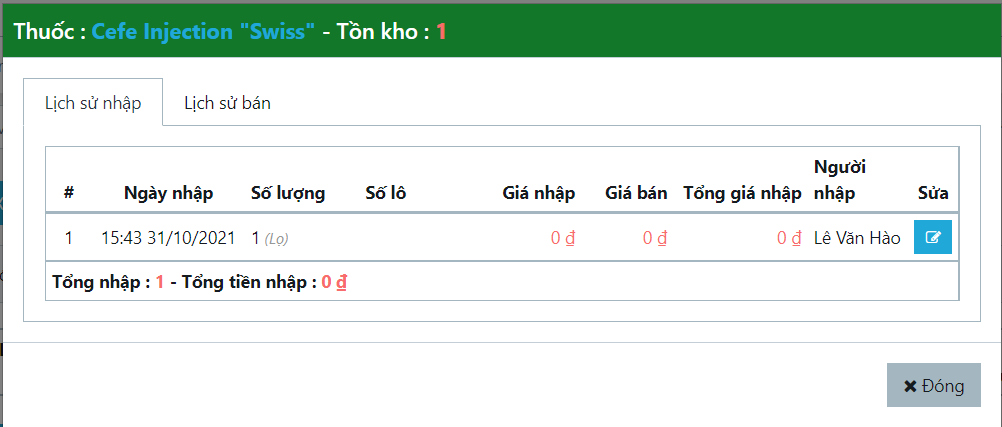 Thuốc : Cefe Injection "Swiss" - Tồn kho : 1
Lịch sử nhập Lịch sử bán
# Ngày nhập Số lượng Số lô Giá nhập Giá bán Tổng giá nhập Người nhập Sửa
1 15:43 31/10/2021 1 (Lọ) 0 ₫ 0 ₫ 0 ₫ Lê Văn Hào
Tổng nhập : 1 - Tổng tiền nhập : 0 ₫
✖ Đóng